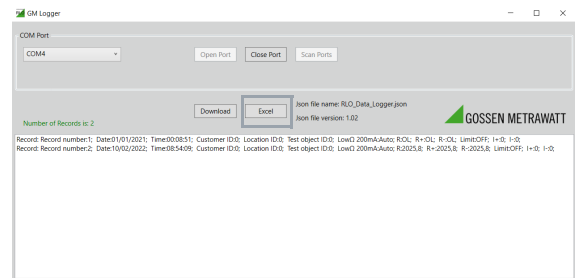 GM Logger
COM Port
COM4
Open Port
Close Port
Scan Ports
Number of Records is: 2
Download
Excel
Json file name: RLO_Data_Logger.json
Json file version: 1.02
GOSSEN METRAWATT
Record: Record number:1; Date:01/01/2021; Time:00:08:51; Customer ID:0; Location ID:0; Test object ID:0; LowΩ 200mA:Auto; R:OL; R+:OL; R-:OL; Limit:OFF; I+:0; I-:0;
Record: Record number:2; Date:10/02/2022; Time:08:54:09; Customer ID:0; Location ID:0; Test object ID:0; LowΩ 200mA:Auto; R:2025,8; R+:2025,8; R-:2025,8; Limit:OFF; I+:0; I-:0;